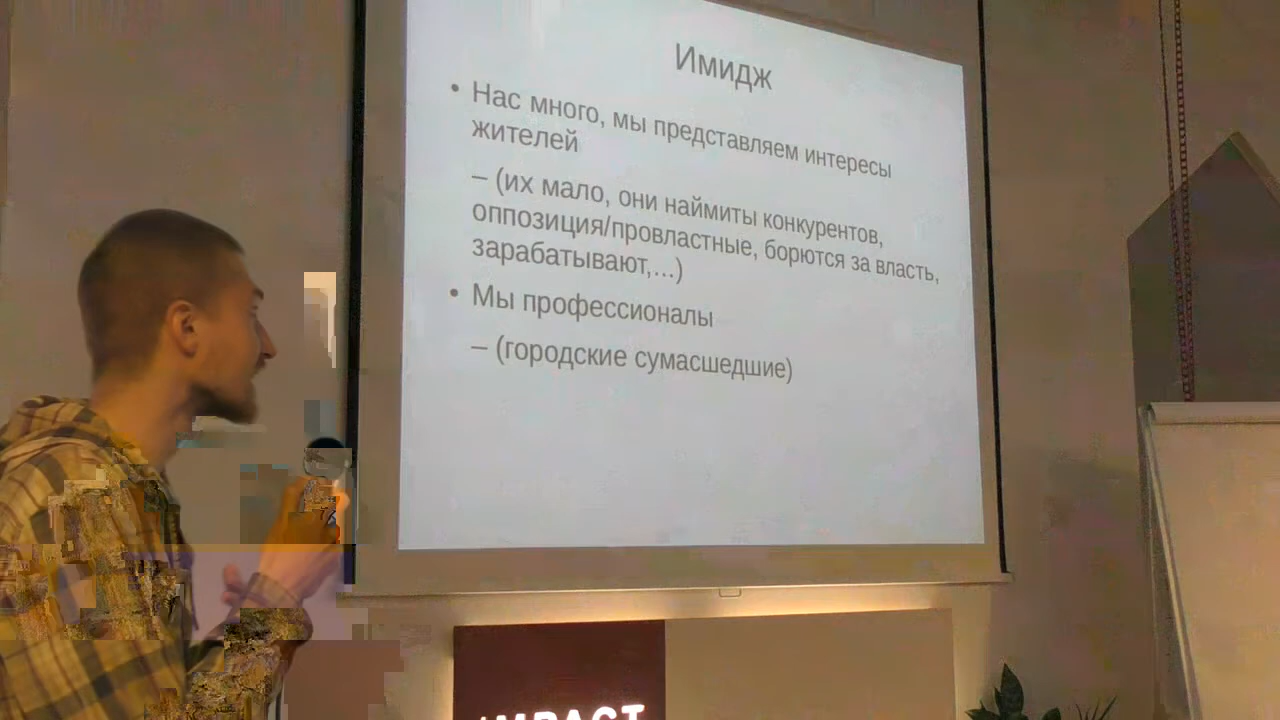 Имидж
• Нас много, мы представляем интересы
жителей
– (их мало, они наймиты конкурентов,
оппозиция/провластные, борются за власть,
зарабатывают,...)
• Мы профессионалы
– (городские сумасшедшие)
IMPACT